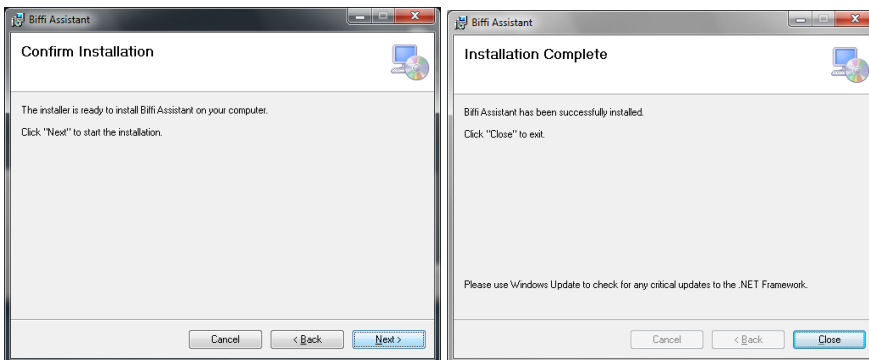 Biffi Assistant
Confirm Installation
The installer is ready to install Biffi Assistant on your computer.
Click "Next" to start the installation.
Cancel
< Back
Next >
Biffi Assistant
Installation Complete
Biffi Assistant has been successfully installed.
Click "Close" to exit.
Please use Windows Update to check for any critical updates to the .NET Framework.
Cancel
< Back
Close